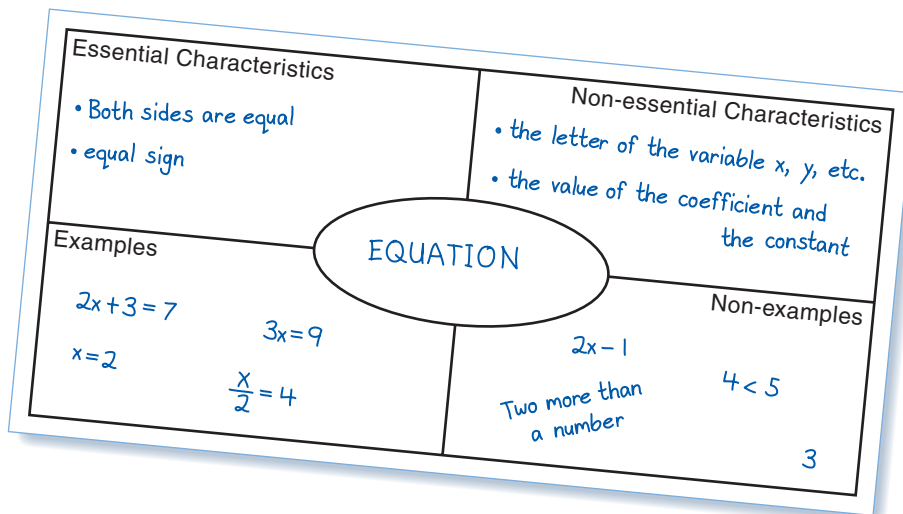 Essential Characteristics
• Both sides are equal
• equal sign
Non-essential Characteristics
• the letter of the variable x, y, etc.
• the value of the coefficient and
the constant
EQUATION
Examples
2x + 3 = 7
3x = 9
x = 2
x/2 = 4
Non-examples
2x – 1
4 < 5
Two more than
a number
3